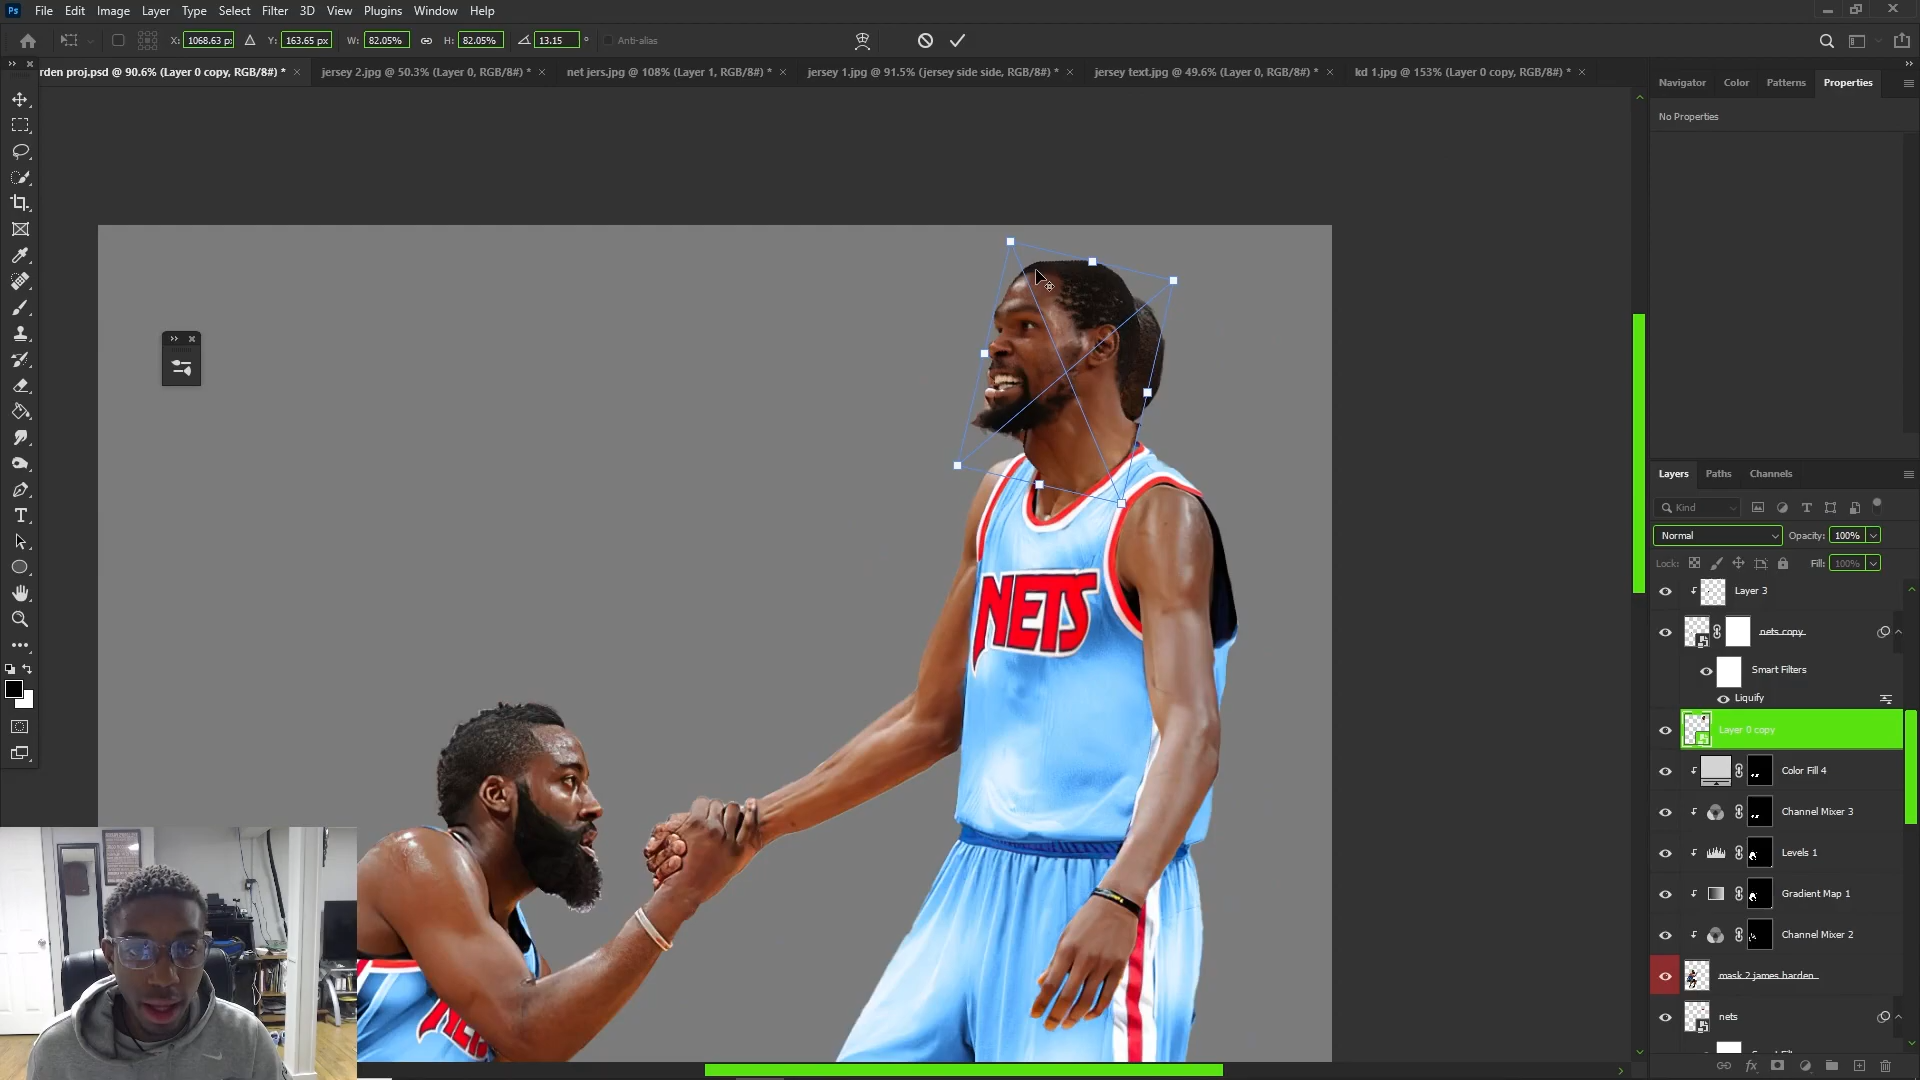 Ps File Edit Image Layer Type Select Filter 3D View Plugins Window Help
X: 1068.63 p: Y: 163.65 px W: 82.05% H: 82.05% 13.15 ° Anti-alias
rden proj.psd @ 90.6% (Layer 0 copy, RGB/8#) * × jersey 2.jpg @ 50.3% (Layer 0, RGB/8#) * × net jers.jpg @ 108% (Layer 1, RGB/8#) * × jersey 1.jpg @ 91.5% (jersey side side, RGB/8#) * × jersey text.jpg @ 49.6% (Layer 0, RGB/8#) * × kd 1.jpg @ 153% (Layer 0 copy, RGB/8#) * ×
Navigator Color Patterns Properties
No Properties
Layers Paths Channels
Kind
Normal Opacity: 100%
Lock: Fill: 100%
Layer 3
nets copy
Smart Filters
Liquify
Layer 0 copy
Color Fill 4
Channel Mixer 3
Levels 1
Gradient Map 1
Channel Mixer 2
mask 2 james harden
nets
NETS